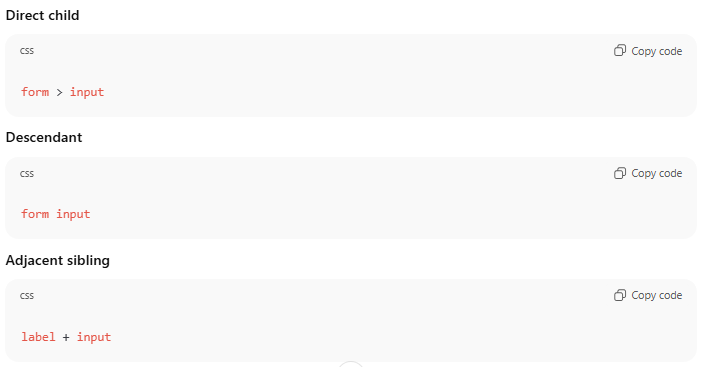 Direct child
css
Copy code
form > input
Descendant
css
Copy code
form input
Adjacent sibling
css
Copy code
label + input